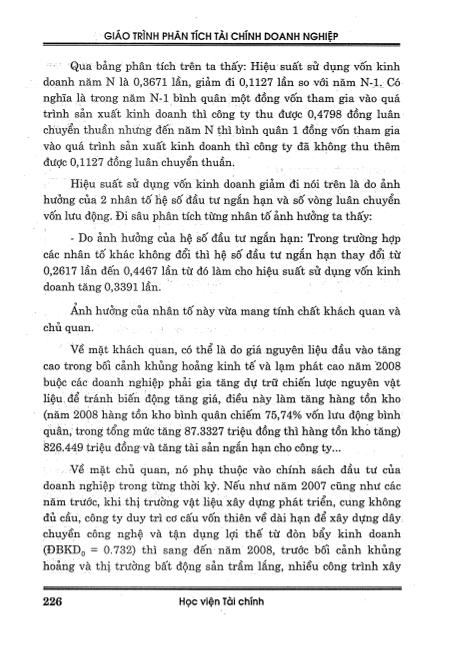 GIÁO TRÌNH PHÂN TÍCH TÀI CHÍNH DOANH NGHIỆP
Qua bảng phân tích trên ta thấy: Hiệu suất sử dụng vốn kinh
doanh năm N là 0,3671 lần, giảm đi 0,1127 lần so với năm N-1. Có
nghĩa là trong năm N-1 bình quân một đồng vốn tham gia vào quá
trình sản xuất kinh doanh thì công ty thu được 0,4798 đồng luân
chuyển thuần nhưng đến năm N thì bình quân 1 đồng vốn tham gia
vào quá trình sản xuất kinh doanh thì công ty đã không thu thêm
được 0,1127 đồng luân chuyển thuần.
Hiệu suất sử dụng vốn kinh doanh giảm đi nói trên là do ảnh
hưởng của 2 nhân tố hệ số đầu tư ngắn hạn và số vòng luân chuyển
vốn lưu động. Đi sâu phân tích từng nhân tố ảnh hưởng ta thấy:
- Do ảnh hưởng của hệ số đầu tư ngắn hạn: Trong trường hợp
các nhân tố khác không đổi thì hệ số đầu tư ngắn hạn thay đổi từ
0,2617 lần đến 0,4467 lần từ đó làm cho hiệu suất sử dụng vốn kinh
doanh tăng 0,3391 lần.
Ảnh hưởng của nhân tố này vừa mang tính chất khách quan và
chủ quan.
Về mặt khách quan, có thể là do giá nguyên liệu đầu vào tăng
cao trong bối cảnh khủng hoảng kinh tế và lạm phát cao năm 2008
buộc các doanh nghiệp phải gia tăng dự trữ chiến lược nguyên vật
liệu để tránh biến động tăng giá, điều này làm tăng hàng tồn kho
(năm 2008 hàng tồn kho bình quân chiếm 75,74% vốn lưu động bình
quân, trong tổng mức tăng 87.3327 triệu đồng thì hàng tồn kho tăng)
826.449 triệu đồng và tăng tài sản ngắn hạn cho công ty...
Về mặt chủ quan, nó phụ thuộc vào chính sách đầu tư của
doanh nghiệp trong từng thời kỳ. Nếu như năm 2007 cũng như các
năm trước, khi thị trường vật liệu xây dựng phát triển, cung không
đủ cầu, công ty duy trì cơ cấu vốn thiên về dài hạn để xây dựng dây
chuyền công nghệ và tận dụng lợi thế từ đòn bẩy kinh doanh
(ĐBKD₀ = 0.732) thì sang đến năm 2008, trước bối cảnh khủng
hoảng và thị trường bất động sản trầm lắng, nhiều công trình xây
226 Học viện Tài chính